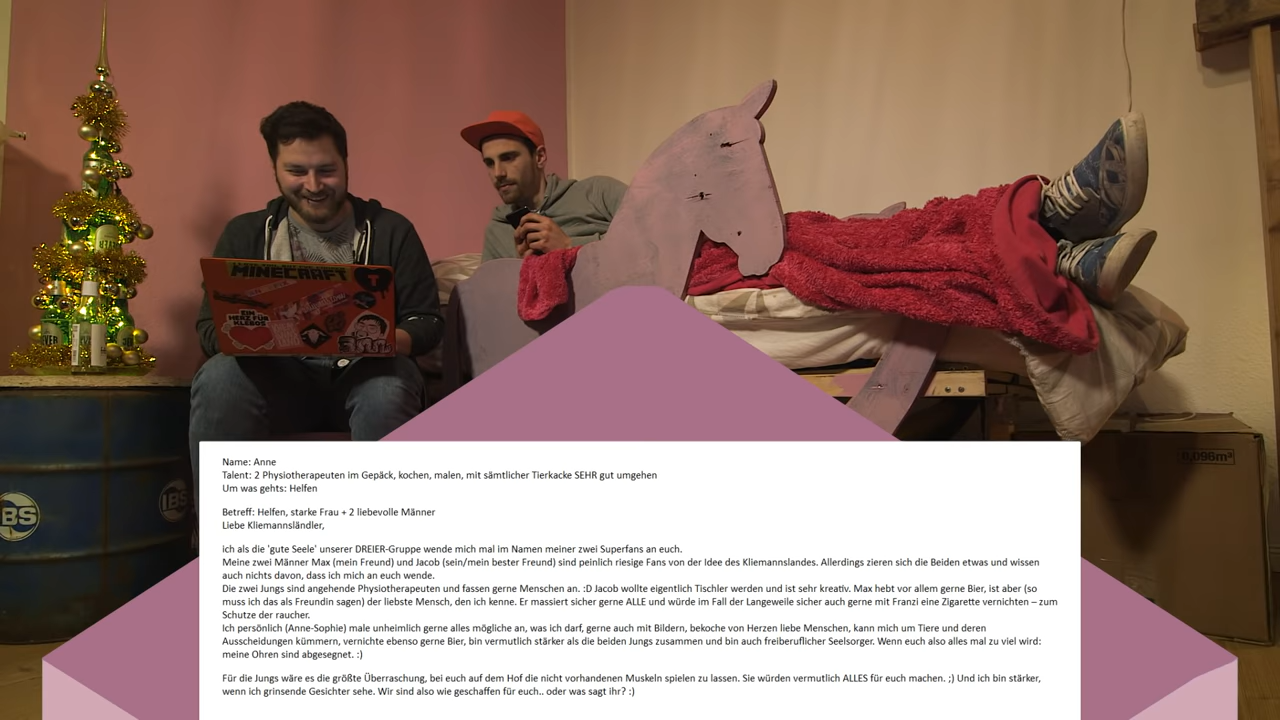 MINECRAFT
T
EIN
HERZ FÜR
KLEBOS
0,096m³
BS
IBS
Name: Anne
Talent: 2 Physiotherapeuten im Gepäck, kochen, malen, mit sämtlicher Tierkacke SEHR gut umgehen
Um was gehts: Helfen
Betreff: Helfen, starke Frau + 2 liebevolle Männer
Liebe Kliemannsländler,
ich als die 'gute Seele' unserer DREIER-Gruppe wende mich mal im Namen meiner zwei Superfans an euch.
Meine zwei Männer Max (mein Freund) und Jacob (sein/mein bester Freund) sind peinlich riesige Fans von der Idee des Kliemannslandes. Allerdings zieren sich die Beiden etwas und wissen
auch nichts davon, dass ich mich an euch wende.
Die zwei Jungs sind angehende Physiotherapeuten und fassen gerne Menschen an. :D Jacob wollte eigentlich Tischler werden und ist sehr kreativ. Max hebt vor allem gerne Bier, ist aber (so
muss ich das als Freundin sagen) der liebste Mensch, den ich kenne. Er massiert sicher gerne ALLE und würde im Fall der Langeweile sicher auch gerne mit Franzi eine Zigarette vernichten – zum
Schutze der raucher.
Ich persönlich (Anne-Sophie) male unheimlich gerne alles mögliche an, was ich darf, gerne auch mit Bildern, bekoche von Herzen liebe Menschen, kann mich um Tiere und deren
Ausscheidungen kümmern, vernichte ebenso gerne Bier, bin vermutlich stärker als die beiden Jungs zusammen und bin auch freiberuflicher Seelsorger. Wenn euch also alles mal zu viel wird:
meine Ohren sind abgesegnet. :)
Für die Jungs wäre es die größte Überraschung, bei euch auf dem Hof die nicht vorhandenen Muskeln spielen zu lassen. Sie würden vermutlich ALLES für euch machen. ;) Und ich bin stärker,
wenn ich grinsende Gesichter sehe. Wir sind also wie geschaffen für euch.. oder was sagt ihr? :)